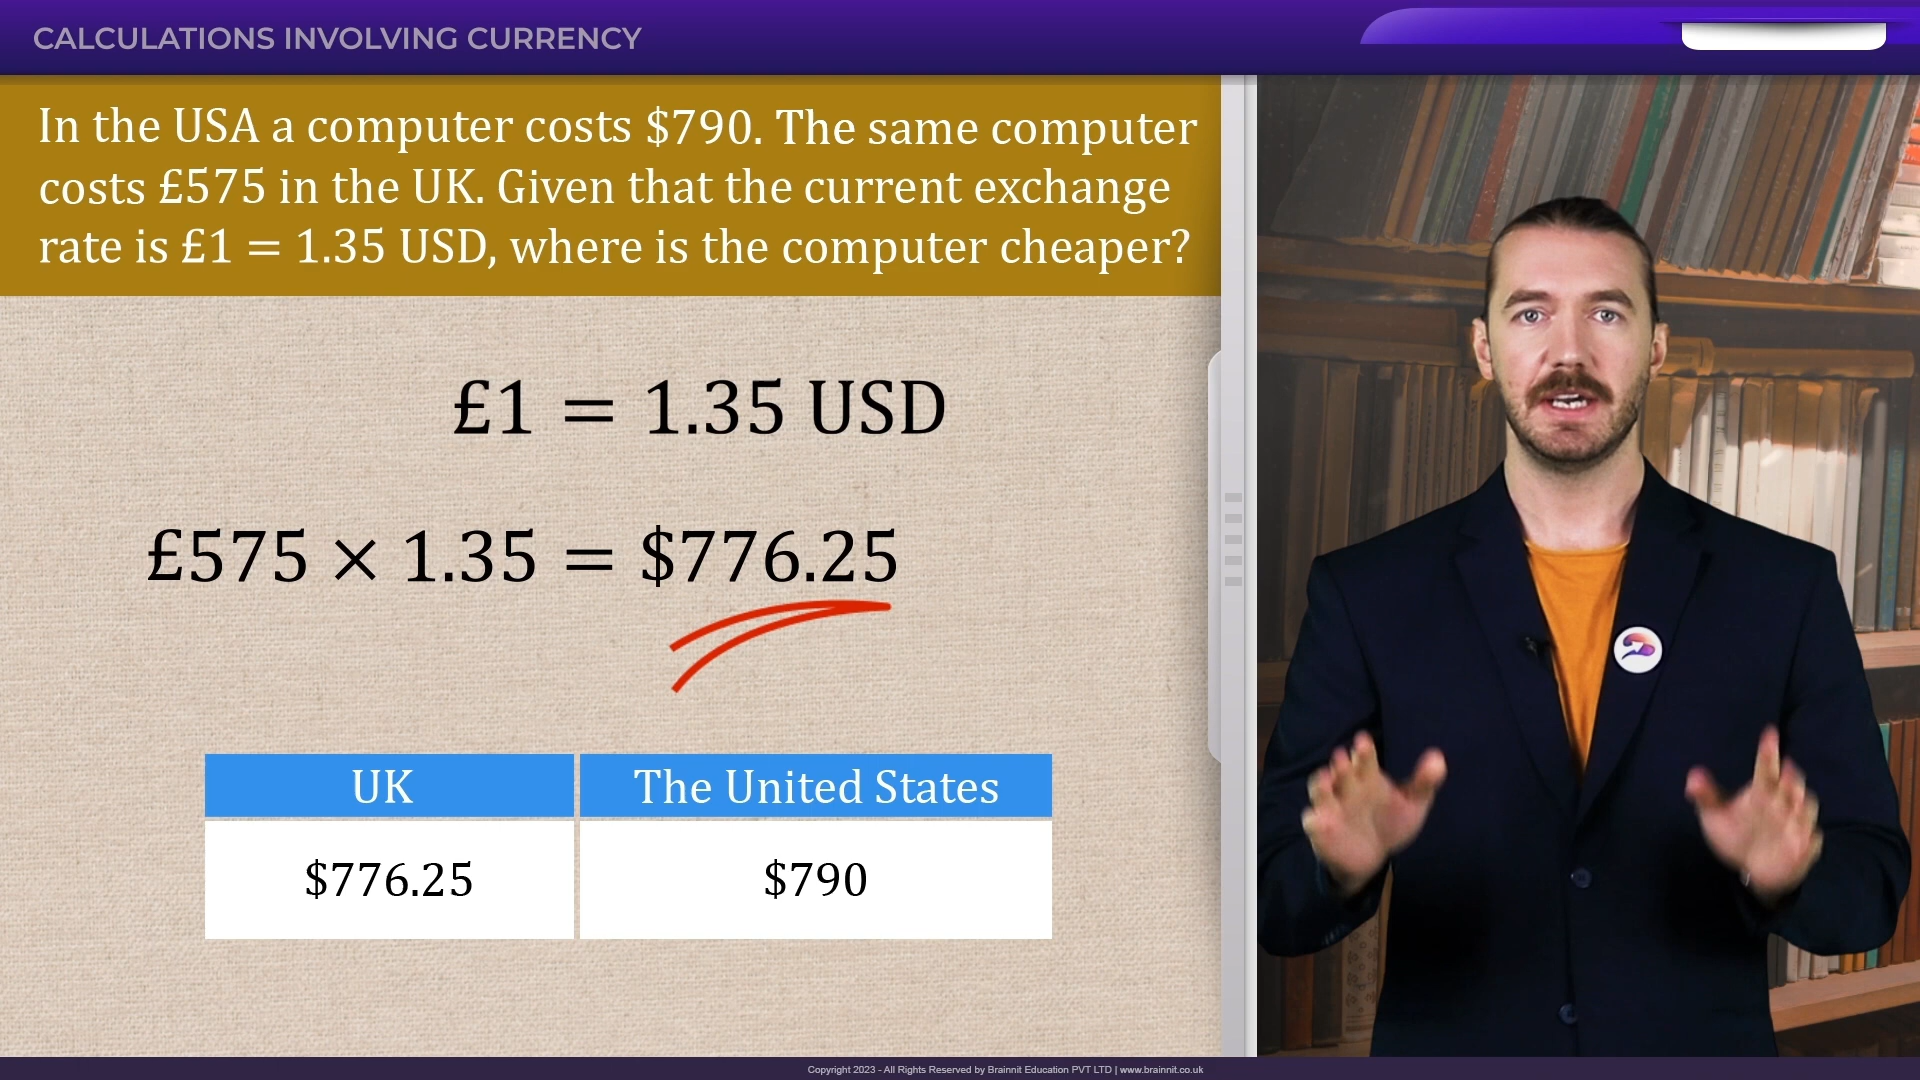 CALCULATIONS INVOLVING CURRENCY
In the USA a computer costs $790. The same computer
costs £575 in the UK. Given that the current exchange
rate is £1 = 1.35 USD, where is the computer cheaper?
£1 = 1.35 USD
£575 × 1.35 = $776.25
UK The United States
$776.25 $790
Copyright 2023 - All Rights Reserved by Brainnit Education PVT LTD | www.brainnit.co.uk